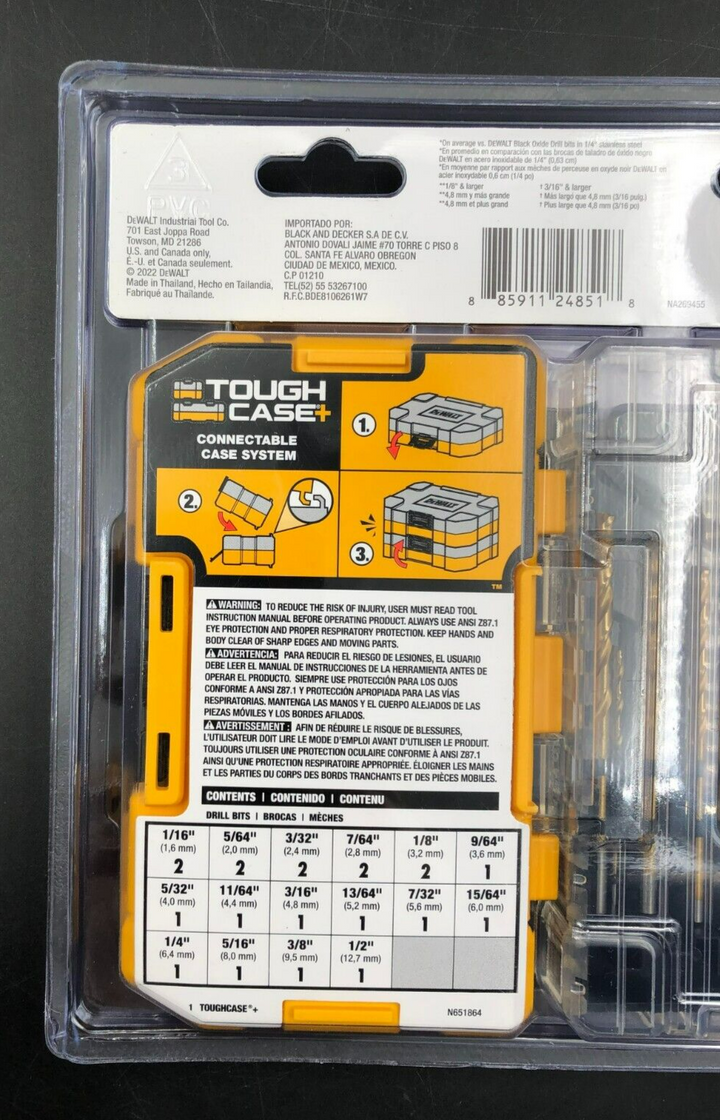 3
PVC
DEWALT Industrial Tool Co.
701 East Joppa Road
Towson, MD 21286
U.S. and Canada only,
É.-U. et Canada seulement.
© 2022 DEWALT
Made in Thailand, Hecho en Tailandia,
Fabriqué au Thaïlande.
IMPORTADO POR:
BLACK AND DECKER S.A DE C.V.
ANTONIO DOVALI JAIME #70 TORRE C PISO 8
COL. SANTA FE ALVARO OBREGON
CIUDAD DE MEXICO, MEXICO.
C.P 01210
TEL(52) 55 53267100
R.F.C.BDE8106261W7
*On average vs. DEWALT Black Oxide Drill bits in 1/4" stainless steel
*En promedio en comparación con las brocas de taladro de óxido negro
DEWALT en acero inoxidable de 1/4" (0,63 cm)
*En moyenne par rapport aux mèches de perceuse en oxyde noir DEWALT en
acier inoxydable 0,6 cm (1/4 po)
**1/8" & larger
**4,8 mm y más grande
**4,8 mm et plus grand
† 3/16" & larger
† Más largo que 4,8 mm (3/16 pulg.)
† Plus large que 4,8 mm (3/16 po)
8 85911 24851 8
NA269455
TOUGH
CASE+
CONNECTABLE
CASE SYSTEM
1.
DEWALT
2.
3.
DEWALT
TM
WARNING: TO REDUCE THE RISK OF INJURY, USER MUST READ TOOL
INSTRUCTION MANUAL BEFORE OPERATING PRODUCT. ALWAYS USE ANSI Z87.1
EYE PROTECTION AND PROPER RESPIRATORY PROTECTION. KEEP HANDS AND
BODY CLEAR OF SHARP EDGES AND MOVING PARTS.
ADVERTENCIA: PARA REDUCIR EL RIESGO DE LESIONES, EL USUARIO
DEBE LEER EL MANUAL DE INSTRUCCIONES DE LA HERRAMIENTA ANTES DE
OPERAR EL PRODUCTO. SIEMPRE USE PROTECCIÓN PARA LOS OJOS
CONFORME A ANSI Z87.1 Y PROTECCIÓN APROPIADA PARA LAS VÍAS
RESPIRATORIAS. MANTENGA LAS MANOS Y EL CUERPO ALEJADOS DE LAS
PIEZAS MÓVILES Y LOS BORDES AFILADOS.
AVERTISSEMENT : AFIN DE RÉDUIRE LE RISQUE DE BLESSURES,
L'UTILISATEUR DOIT LIRE LE MODE D'EMPLOI AVANT D'UTILISER LE PRODUIT.
TOUJOURS UTILISER UNE PROTECTION OCULAIRE CONFORME À ANSI Z87.1
AINSI QU'UNE PROTECTION RESPIRATOIRE APPROPRIÉE. ÉLOIGNER LES MAINS
ET LES PARTIES DU CORPS DES BORDS TRANCHANTS ET DES PIÈCES MOBILES.
CONTENTS | CONTENIDO | CONTENU
DRILL BITS | BROCAS | MÈCHES
1/16" 5/64" 3/32" 7/64" 1/8" 9/64"
(1,6 mm) (2,0 mm) (2,4 mm) (2,8 mm) (3,2 mm) (3,6 mm)
2 2 2 2 2 1
5/32" 11/64" 3/16" 13/64" 7/32" 15/64"
(4,0 mm) (4,4 mm) (4,8 mm) (5,2 mm) (5,6 mm) (6,0 mm)
1 1 1 1 1 1
1/4" 5/16" 3/8" 1/2"
(6,4 mm) (8,0 mm) (9,5 mm) (12,7 mm)
1 1 1 1
1 TOUGHCASE®+
N651864